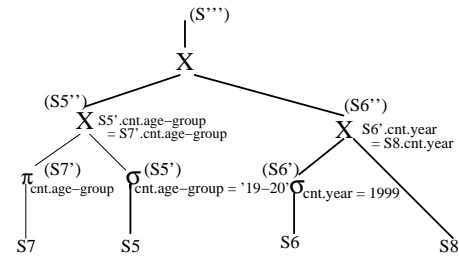 (S''')
X
(S5'')
X S5'.cnt.age−group
= S7'.cnt.age−group
(S6'')
X S6'.cnt.year
= S8.cnt.year
π (S7')
cnt.age−group
σ (S5')
cnt.age−group = '19−20'
(S6')
σ cnt.year = 1999
S7
S5
S6
S8